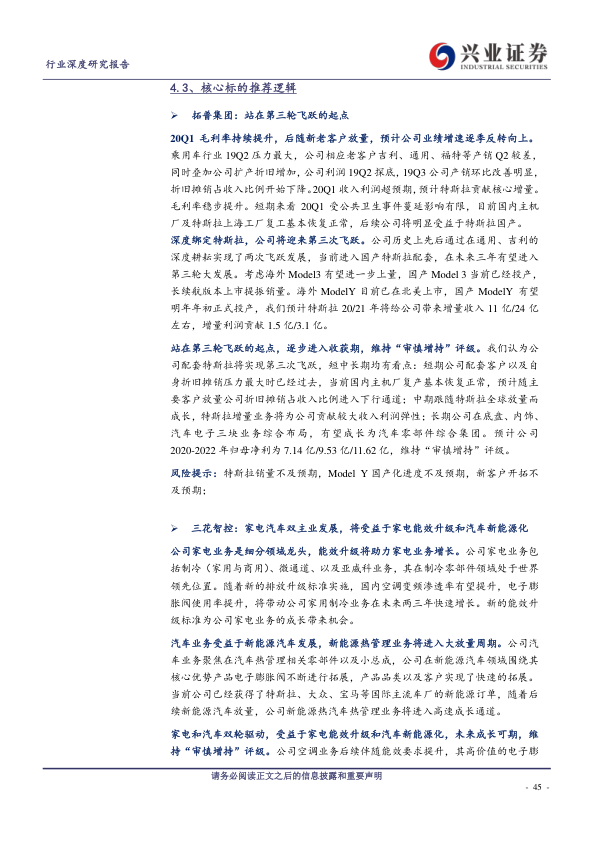 行业深度研究报告
兴业证券
INDUSTRIAL SECURITIES
4.3、核心标的推荐逻辑
➢ 拓普集团：站在第三轮飞跃的起点
20Q1 毛利率持续提升，后随新老客户放量，预计公司业绩增速逐季反转向上。
乘用车行业 19Q2 压力最大，公司相应老客户吉利、通用、福特等产销 Q2 较差，
同时叠加公司扩产折旧增加，公司利润 19Q2 探底，19Q3 公司产销环比改善明显，
折旧摊销占收入比例开始下降。20Q1 收入利润超预期，预计特斯拉贡献核心增量。
毛利率稳步提升。短期来看 20Q1 受公共卫生事件蔓延影响有限，目前国内主机
厂及特斯拉上海工厂复工基本恢复正常，后续公司将明显受益于特斯拉国产。
深度绑定特斯拉，公司将迎来第三次飞跃。公司历史上先后通过在通用、吉利的
深度耕耘实现了两次飞跃发展，当前进入国产特斯拉配套，在未来三年有望进入
第三轮大发展。考虑海外 Model3 有望进一步上量，国产 Model 3 当前已经投产，
长续航版本上市提振销量。海外 ModelY 目前已在北美上市，国产 ModelY 有望
明年年初正式投产，我们预计特斯拉 20/21 年将给公司带来增量收入 11 亿/24 亿
左右，增量利润贡献 1.5 亿/3.1 亿。
站在第三轮飞跃的起点，逐步进入收获期，维持“审慎增持”评级。我们认为公
司配套特斯拉将实现第三次飞跃，短中长期均有看点：短期公司配套客户以及自
身折旧摊销压力最大时已经过去，当前国内主机厂复产基本恢复正常，预计随主
要客户放量公司折旧摊销占收入比例进入下行通道；中期跟随特斯拉全球放量而
成长，特斯拉增量业务将为公司贡献较大收入利润弹性；长期公司在底盘、内饰、
汽车电子三块业务综合布局，有望成长为汽车零部件综合集团。预计公司
2020-2022 年归母净利为 7.14 亿/9.53 亿/11.62 亿，维持“审慎增持”评级。
风险提示：特斯拉销量不及预期，Model Y 国产化进度不及预期，新客户开拓不
及预期；
➢ 三花智控：家电汽车双主业发展，将受益于家电能效升级和汽车新能源化
公司家电业务是细分领域龙头，能效升级将助力家电业务增长。公司家电业务包
括制冷（家用与商用）、微通道、以及亚威科业务，其在制冷零部件领域处于世界
领先位置。随着新的排放升级标准实施，国内空调变频渗透率有望提升，电子膨
胀阀使用率提升，将带动公司家用制冷业务在未来两三年快速增长。新的能效升
级标准为公司家电业务的成长带来机会。
汽车业务受益于新能源汽车发展，新能源热管理业务将进入大放量周期。公司汽
车业务聚焦在汽车热管理相关零部件以及小总成，公司在新能源汽车领域围绕其
核心优势产品电子膨胀阀不断进行拓展，产品品类以及客户实现了快速的拓展。
当前公司已经获得了特斯拉、大众、宝马等国际主流车厂的新能源订单，随着后
续新能源汽车放量，公司新能源热汽车热管理业务将进入高速成长通道。
家电和汽车双轮驱动，受益于家电能效升级和汽车新能源化，未来成长可期，维
持“审慎增持”评级。公司空调业务后续伴随能效要求提升，其高价值的电子膨
请务必阅读正文之后的信息披露和重要声明
- 45 -